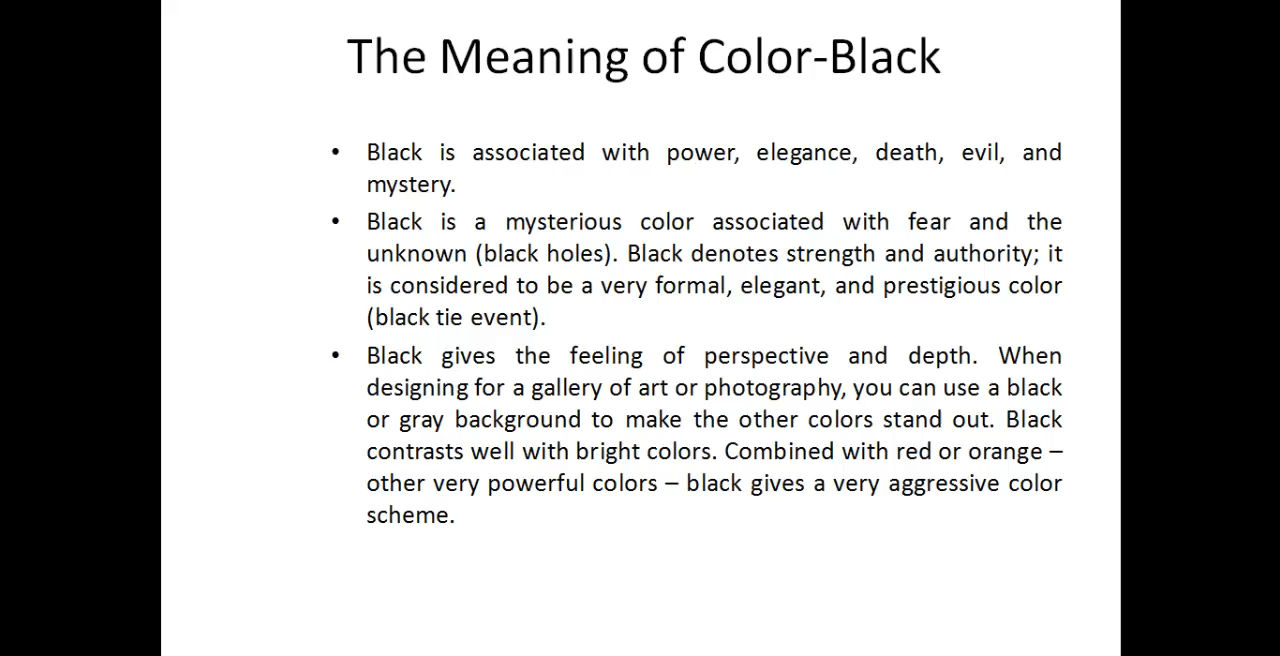 The Meaning of Color-Black
• Black is associated with power, elegance, death, evil, and
mystery.
• Black is a mysterious color associated with fear and the
unknown (black holes). Black denotes strength and authority; it
is considered to be a very formal, elegant, and prestigious color
(black tie event).
• Black gives the feeling of perspective and depth. When
designing for a gallery of art or photography, you can use a black
or gray background to make the other colors stand out. Black
contrasts well with bright colors. Combined with red or orange –
other very powerful colors – black gives a very aggressive color
scheme.